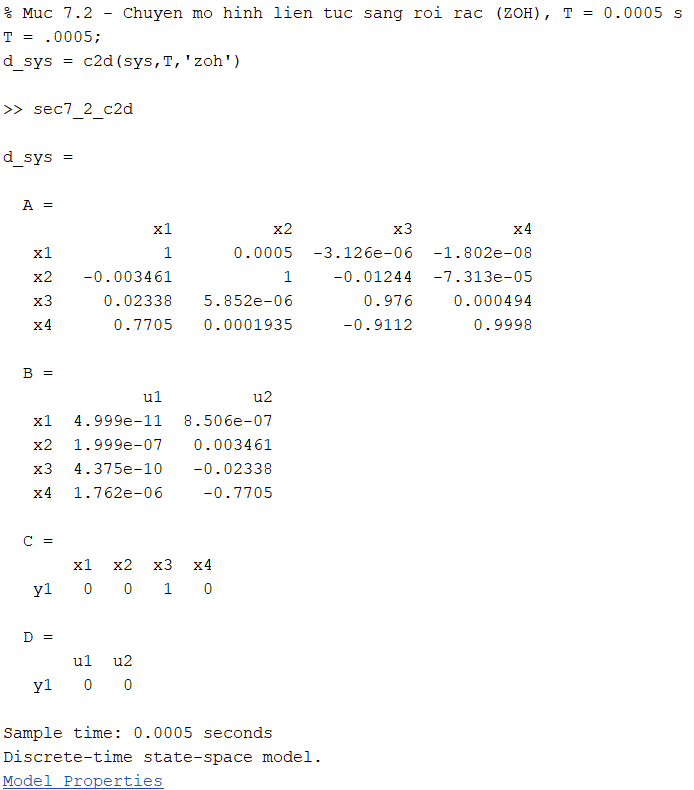 % Muc 7.2 - Chuyen mo hinh lien tuc sang roi rac (ZOH), T = 0.0005 s
T = .0005;
d_sys = c2d(sys,T,'zoh')
>> sec7_2_c2d
d_sys =
A =
x1 x2 x3 x4
x1 1 0.0005 -3.126e-06 -1.802e-08
x2 -0.003461 1 -0.01244 -7.313e-05
x3 0.02338 5.852e-06 0.976 0.000494
x4 0.7705 0.0001935 -0.9112 0.9998
B =
u1 u2
x1 4.999e-11 8.506e-07
x2 1.999e-07 0.003461
x3 4.375e-10 -0.02338
x4 1.762e-06 -0.7705
C =
x1 x2 x3 x4
y1 0 0 1 0
D =
u1 u2
y1 0 0
Sample time: 0.0005 seconds
Discrete-time state-space model.
Model Properties